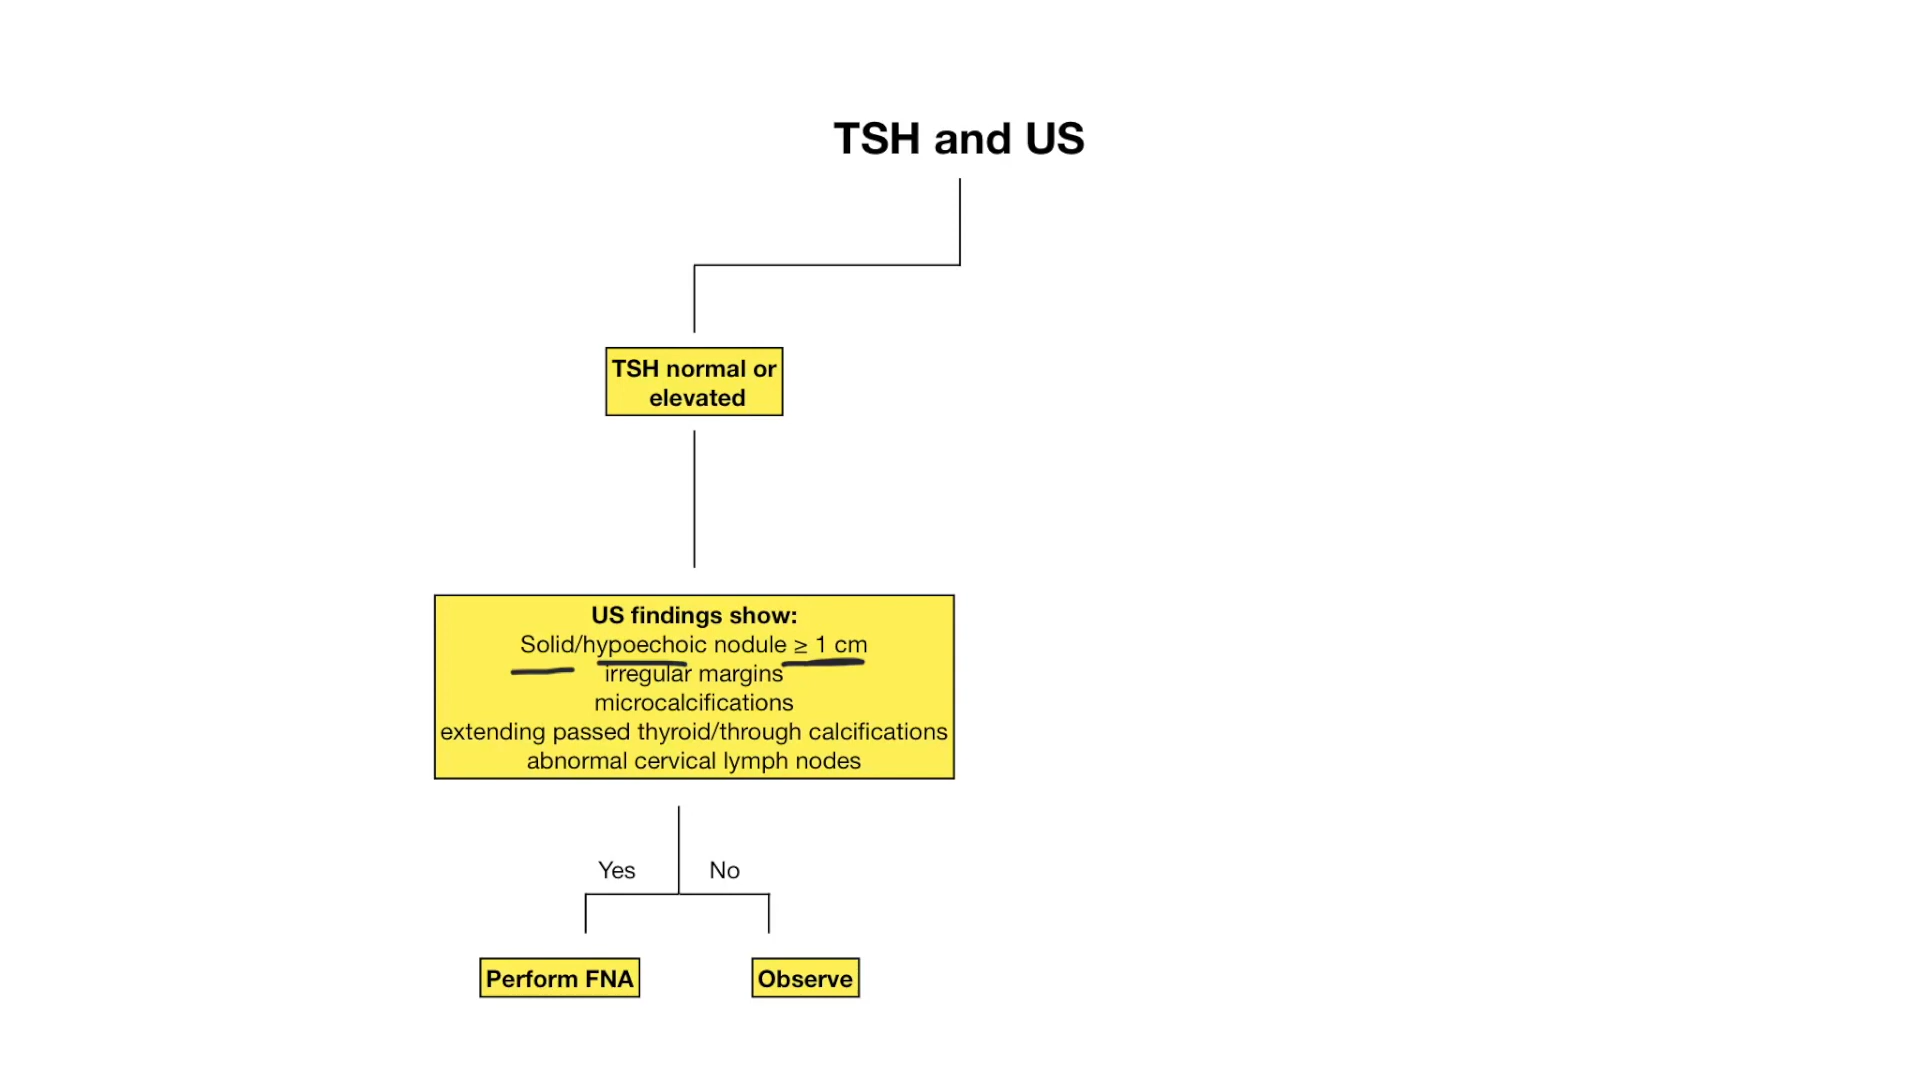 TSH and US
TSH normal or
elevated
US findings show:
Solid/hypoechoic nodule ≥ 1 cm
irregular margins
microcalcifications
extending passed thyroid/through calcifications
abnormal cervical lymph nodes
Yes
No
Perform FNA
Observe